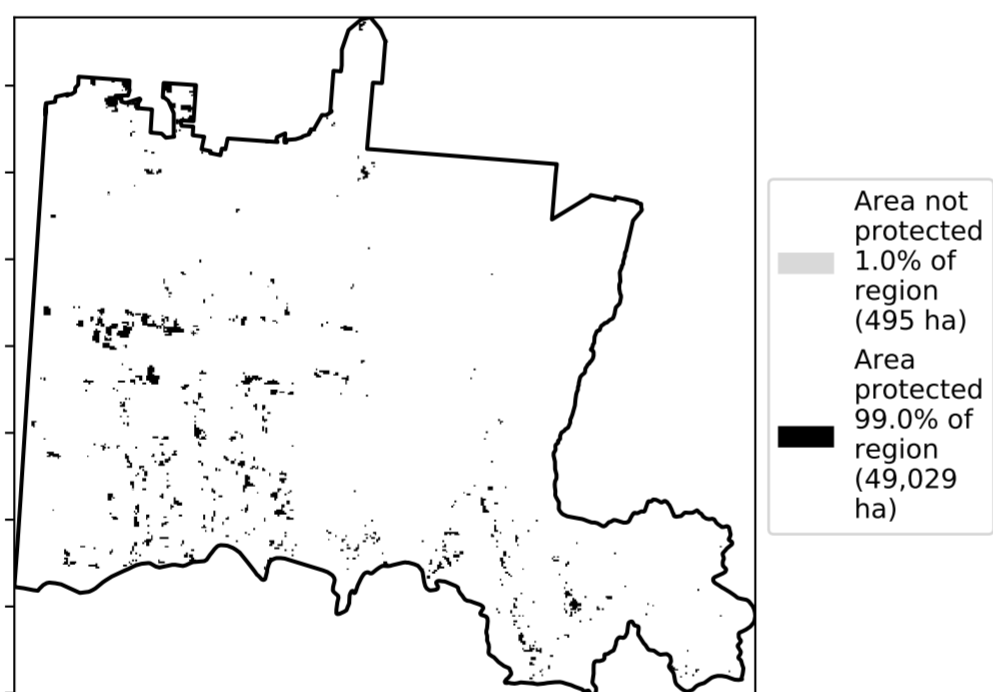 Area not
protected
1.0% of
region
(495 ha)
Area
protected
99.0% of
region
(49,029
ha)